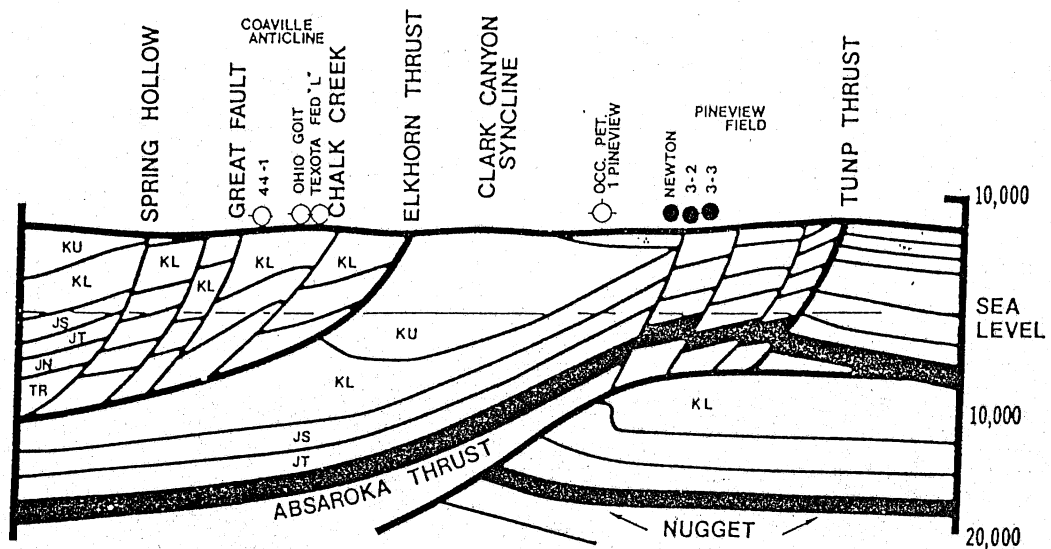 COAVILLE
ANTICLINE
SPRING HOLLOW
GREAT FAULT
44-1
OHIO GOIT
TEXOTA FED "L"
CHALK CREEK
ELKHORN THRUST
CLARK CANYON
SYNCLINE
OCC. PET.
1 PINEVIEW
NEWTON
3-2
3-3
PINEVIEW
FIELD
TUNP THRUST
10,000
KU
KL
KL
KL
KL
KL
JS
JT
JN
TR
KU
KL
JS
JT
SEA
LEVEL
KL
10,000
ABSAROKA THRUST
NUGGET
20,000